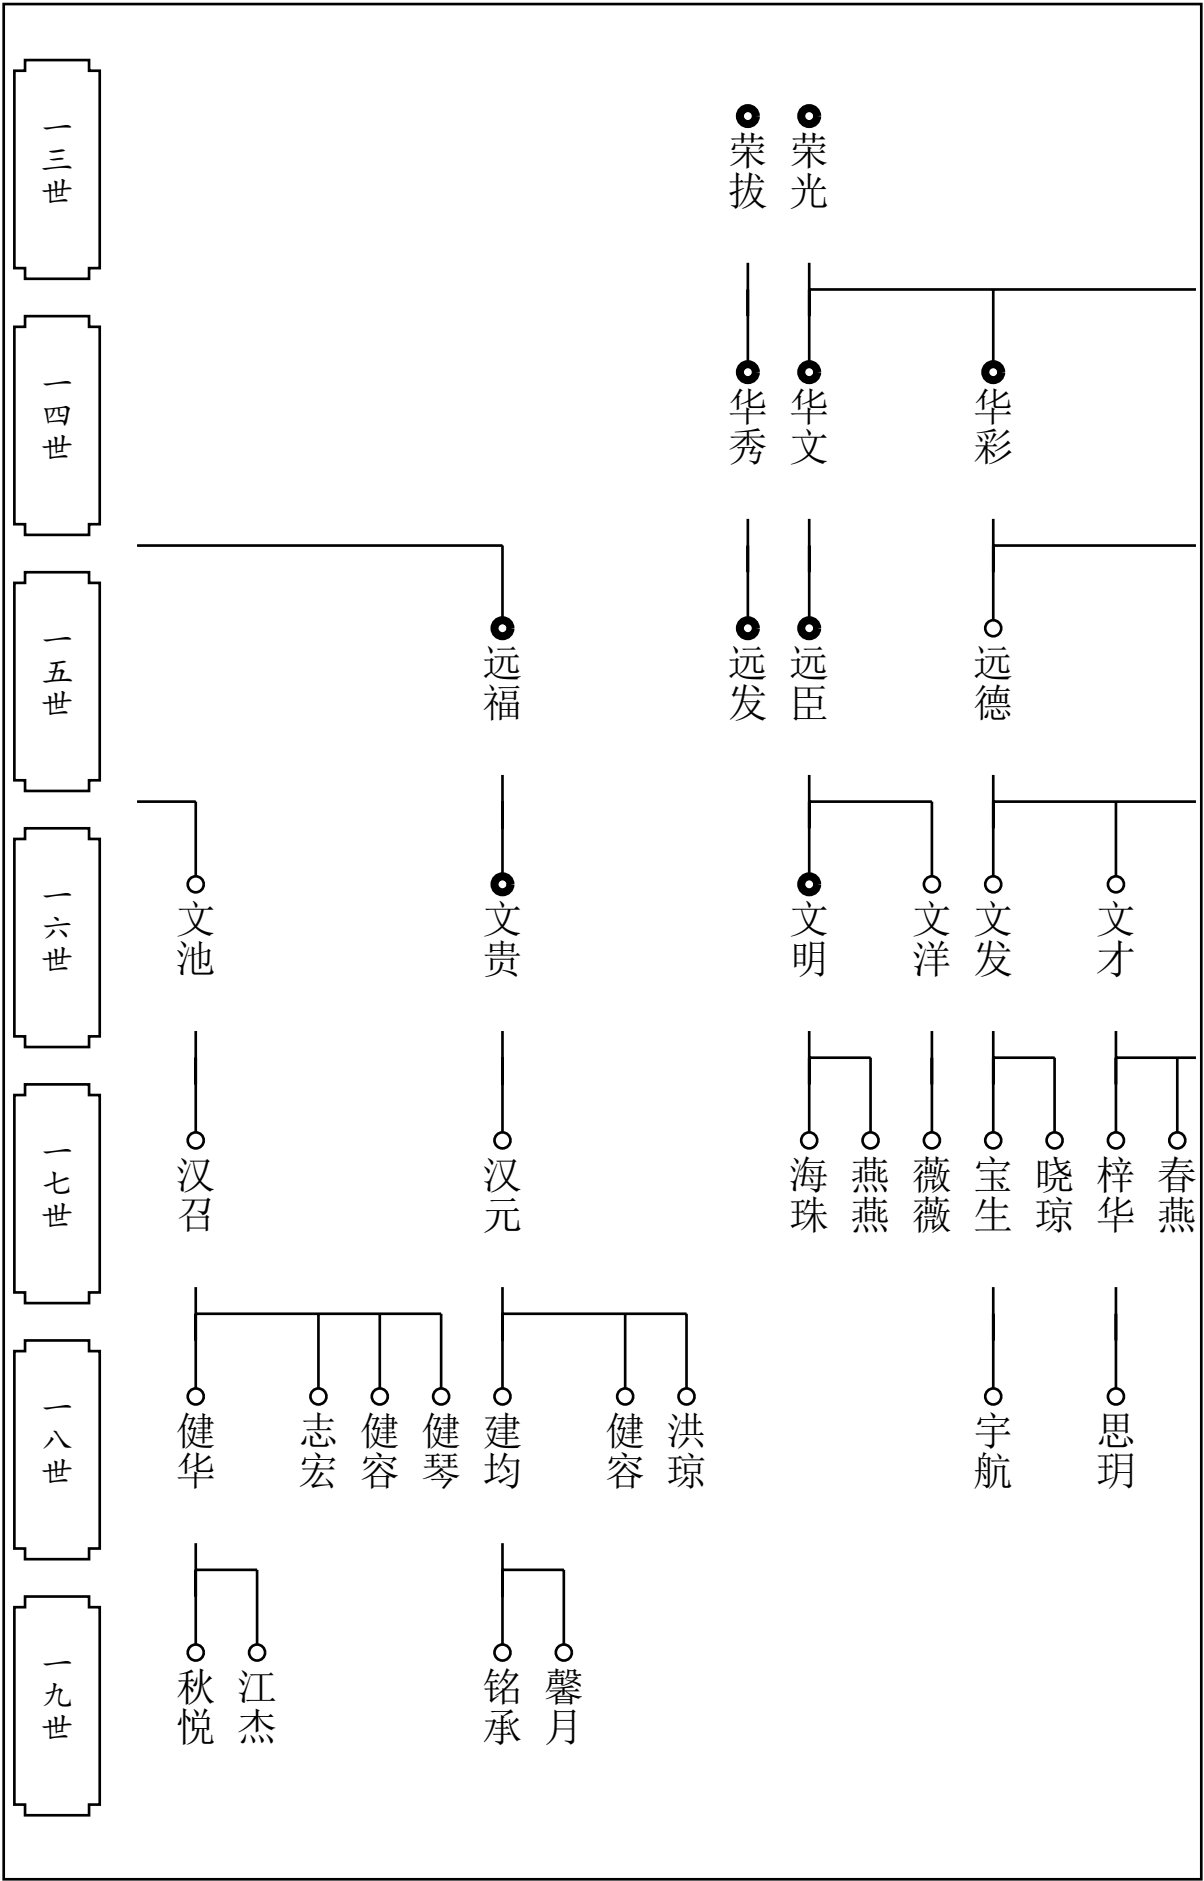 一三世
荣拔
荣光
一四世
华秀
华文
华彩
一五世
远福
远发
远臣
远德
一六世
文池
文贵
文明
文洋
文发
文才
一七世
汉召
汉元
海珠
燕燕
薇薇
宝生
晓琼
梓华
春燕
一八世
健华
志宏
健容
健琴
建均
健容
洪琼
宇航
思玥
一九世
秋悦
江杰
铭承
馨月